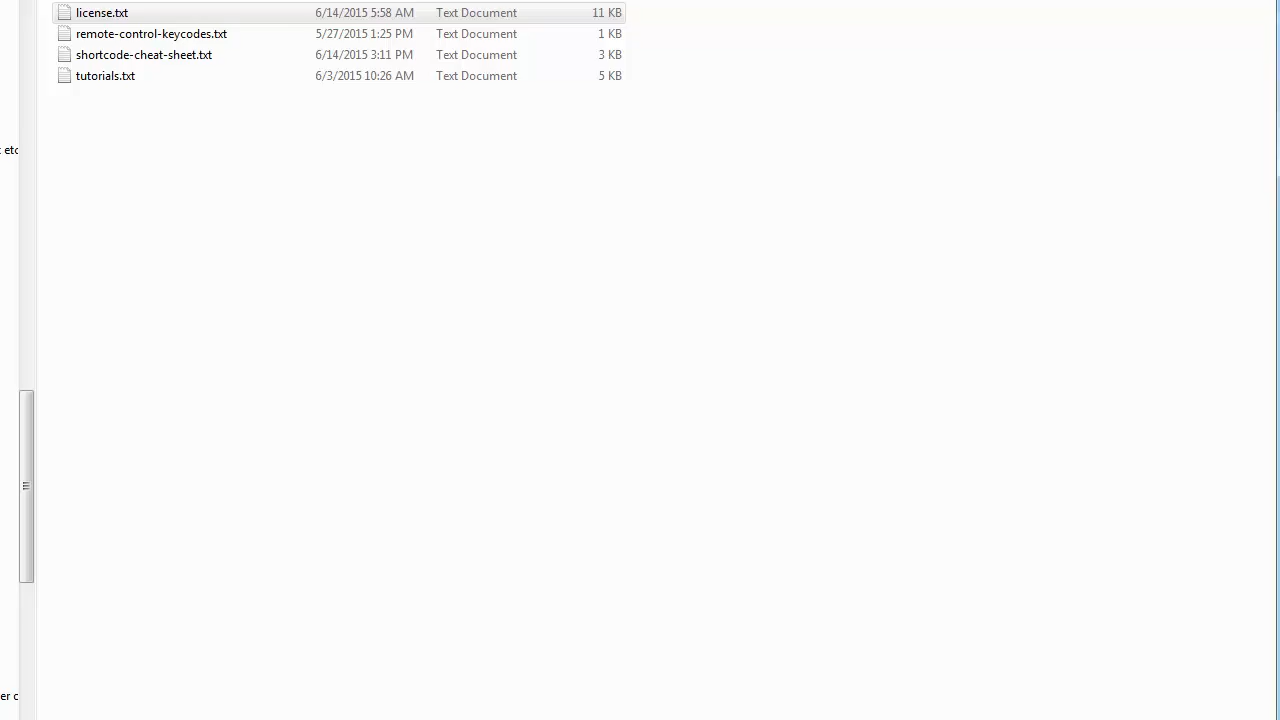 license.txt 6/14/2015 5:58 AM Text Document 11 KB
remote-control-keycodes.txt 5/27/2015 1:25 PM Text Document 1 KB
shortcode-cheat-sheet.txt 6/14/2015 3:11 PM Text Document 3 KB
tutorials.txt 6/3/2015 10:26 AM Text Document 5 KB